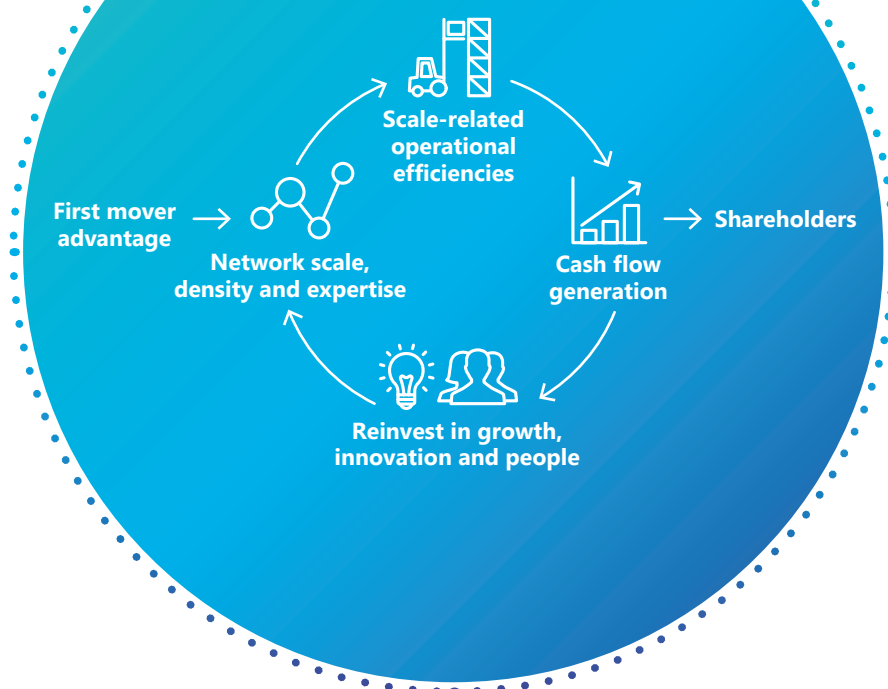 Scale-related
operational
efficiencies
First mover
advantage
Network scale,
density and expertise
Cash flow
generation
Shareholders
Reinvest in growth,
innovation and people